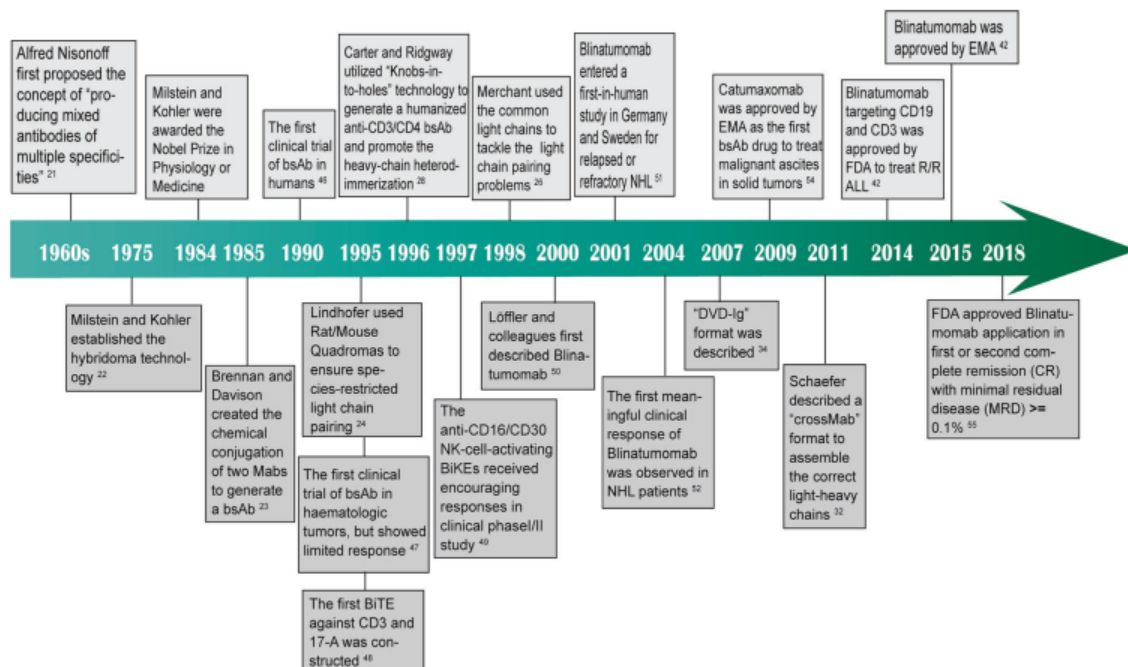 Alfred Nisonoff
first proposed the
concept of “pro-
ducing mixed
antibodies of
multiple specifici-
ties” 21
Milstein and
Kohler were
awarded the
Nobel Prize in
Physiology or
Medicine
The first
clinical trial
of bsAb in
humans 46
Carter and Ridgway
utilized “Knobs-in-
to-holes” technology to
generate a humanized
anti-CD3/CD4 bsAb
and promote the
heavy-chain heterod-
immerization 28
Merchant used
the common
light chains to
tackle the light
chain pairing
problems 26
Blinatumomab
entered a
first-in-human
study in Germany
and Sweden for
relapsed or
refractory NHL 51
Catumaxomab
was approved by
EMA as the first
bsAb drug to treat
malignant ascites
in solid tumors 54
Blinatumomab
targeting CD19
and CD3 was
approved by
FDA to treat R/R
ALL 42
Blinatumomab was
approved by EMA 42
1960s 1975 1984 1985 1990 1995 1996 1997 1998 2000 2001 2004 2007 2009 2011 2014 2015 2018
Milstein and Kohler
established the
hybridoma technol-
ogy 22
Brennan and
Davison
created the
chemical
conjugation
of two Mabs
to generate
a bsAb 23
Lindhofer used
Rat/Mouse
Quadromas to
ensure spe-
cies-restricted
light chain
pairing 24
The first clinical
trial of bsAb in
haematologic
tumors, but showed
limited response 47
The first BiTE
against CD3 and
17-A was con-
structed 48
The
anti-CD16/CD30
NK-cell-activating
BiKEs received
encouraging
responses in
clinical phaseI/II
study 49
Löffler and
colleagues first
described Blina-
tumomab 50
The first mean-
ingful clinical
response of
Blinatumomab
was observed in
NHL patients 52
“DVD-Ig”
format was
described 34
Schaefer
described a
“crossMab”
format to
assemble the
correct
light-heavy
chains 32
FDA approved Blinatu-
momab application in
first or second com-
plete remission (CR)
with minimal residual
disease (MRD) >=
0.1% 55